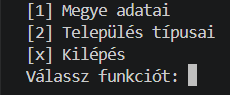 [1] Megye adatai
[2] Település típusai
[x] Kilépés
Válassz funkciót: